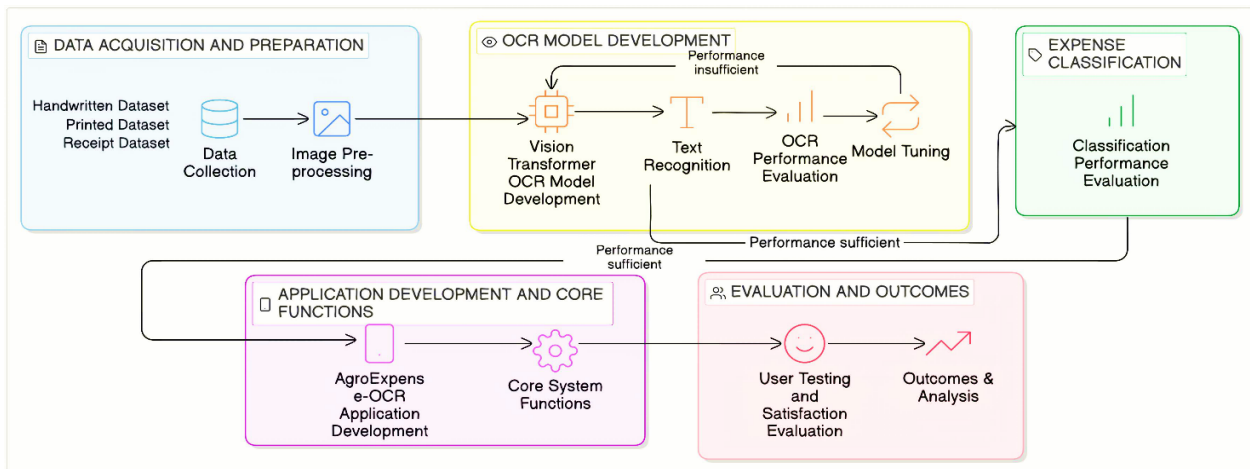 DATA ACQUISITION AND PREPARATION
Handwritten Dataset
Printed Dataset
Receipt Dataset
Data
Collection
Image Pre-
processing
OCR MODEL DEVELOPMENT
Performance
insufficient
Vision
Transformer
OCR Model
Development
Text
Recognition
OCR
Performance
Evaluation
Model Tuning
Performance sufficient
EXPENSE
CLASSIFICATION
Classification
Performance
Evaluation
Performance
sufficient
APPLICATION DEVELOPMENT AND CORE
FUNCTIONS
AgroExpens
e-OCR
Application
Development
Core System
Functions
EVALUATION AND OUTCOMES
User Testing
and
Satisfaction
Evaluation
Outcomes &
Analysis